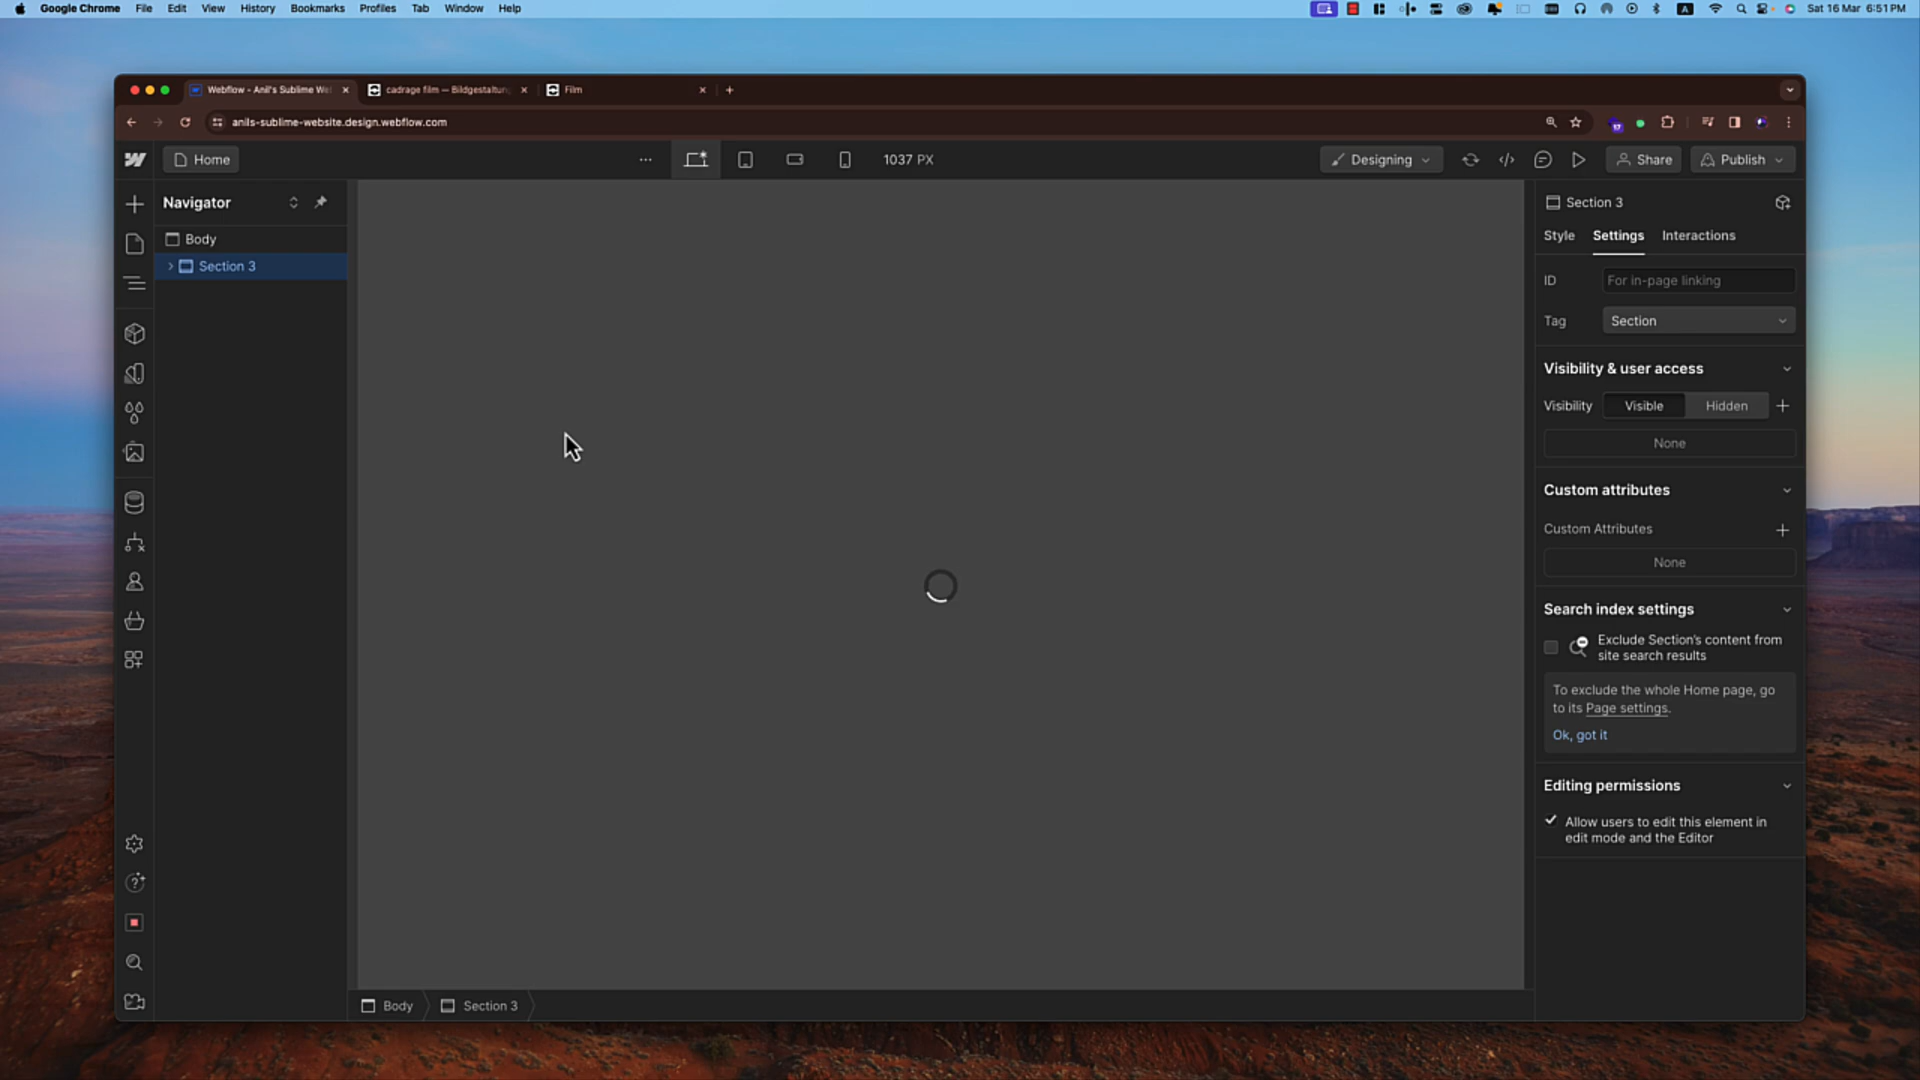 Google Chrome File Edit View History Bookmarks Profiles Tab Window Help
A
Sat 16 Mar 6:51 PM
Webflow - Anil's Sublime We
cadrage film — Bildgestaltun
Film
anils-sublime-website.design.webflow.com
17
Home
1037 PX
Designing
Share
Publish
Navigator
Body
Section 3
Section 3
Style Settings Interactions
ID For in-page linking
Tag Section
Visibility & user access
Visibility Visible Hidden
None
Custom attributes
Custom Attributes
None
Search index settings
Exclude Section's content from
site search results
To exclude the whole Home page, go
to its Page settings.
Ok, got it
Editing permissions
Allow users to edit this element in
edit mode and the Editor
Body Section 3